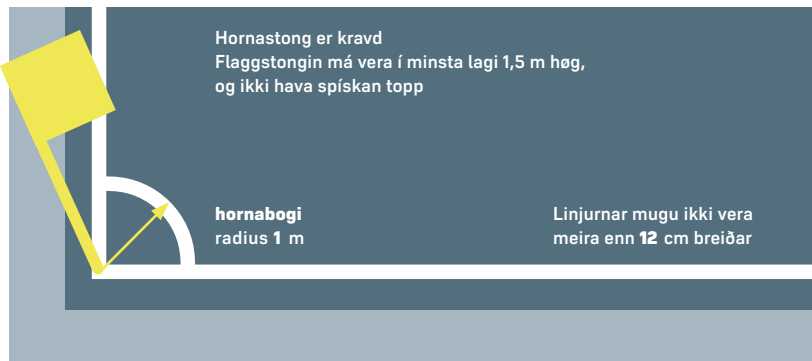 Hornastong er kravd
Flaggstongin má vera í minsta lagi 1,5 m høg,
og ikki hava spískan topp
hornabogi
radius 1 m
Linjurnar mugu ikki vera
meira enn 12 cm breiðar